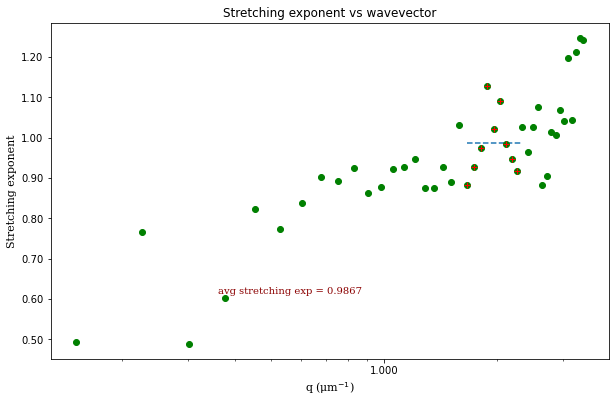 Stretching exponent vs wavevector
Stretching exponent
1.20
1.10
1.00
0.90
0.80
0.70
0.60
0.50
avg stretching exp = 0.9867
1.000
q (μm⁻¹)